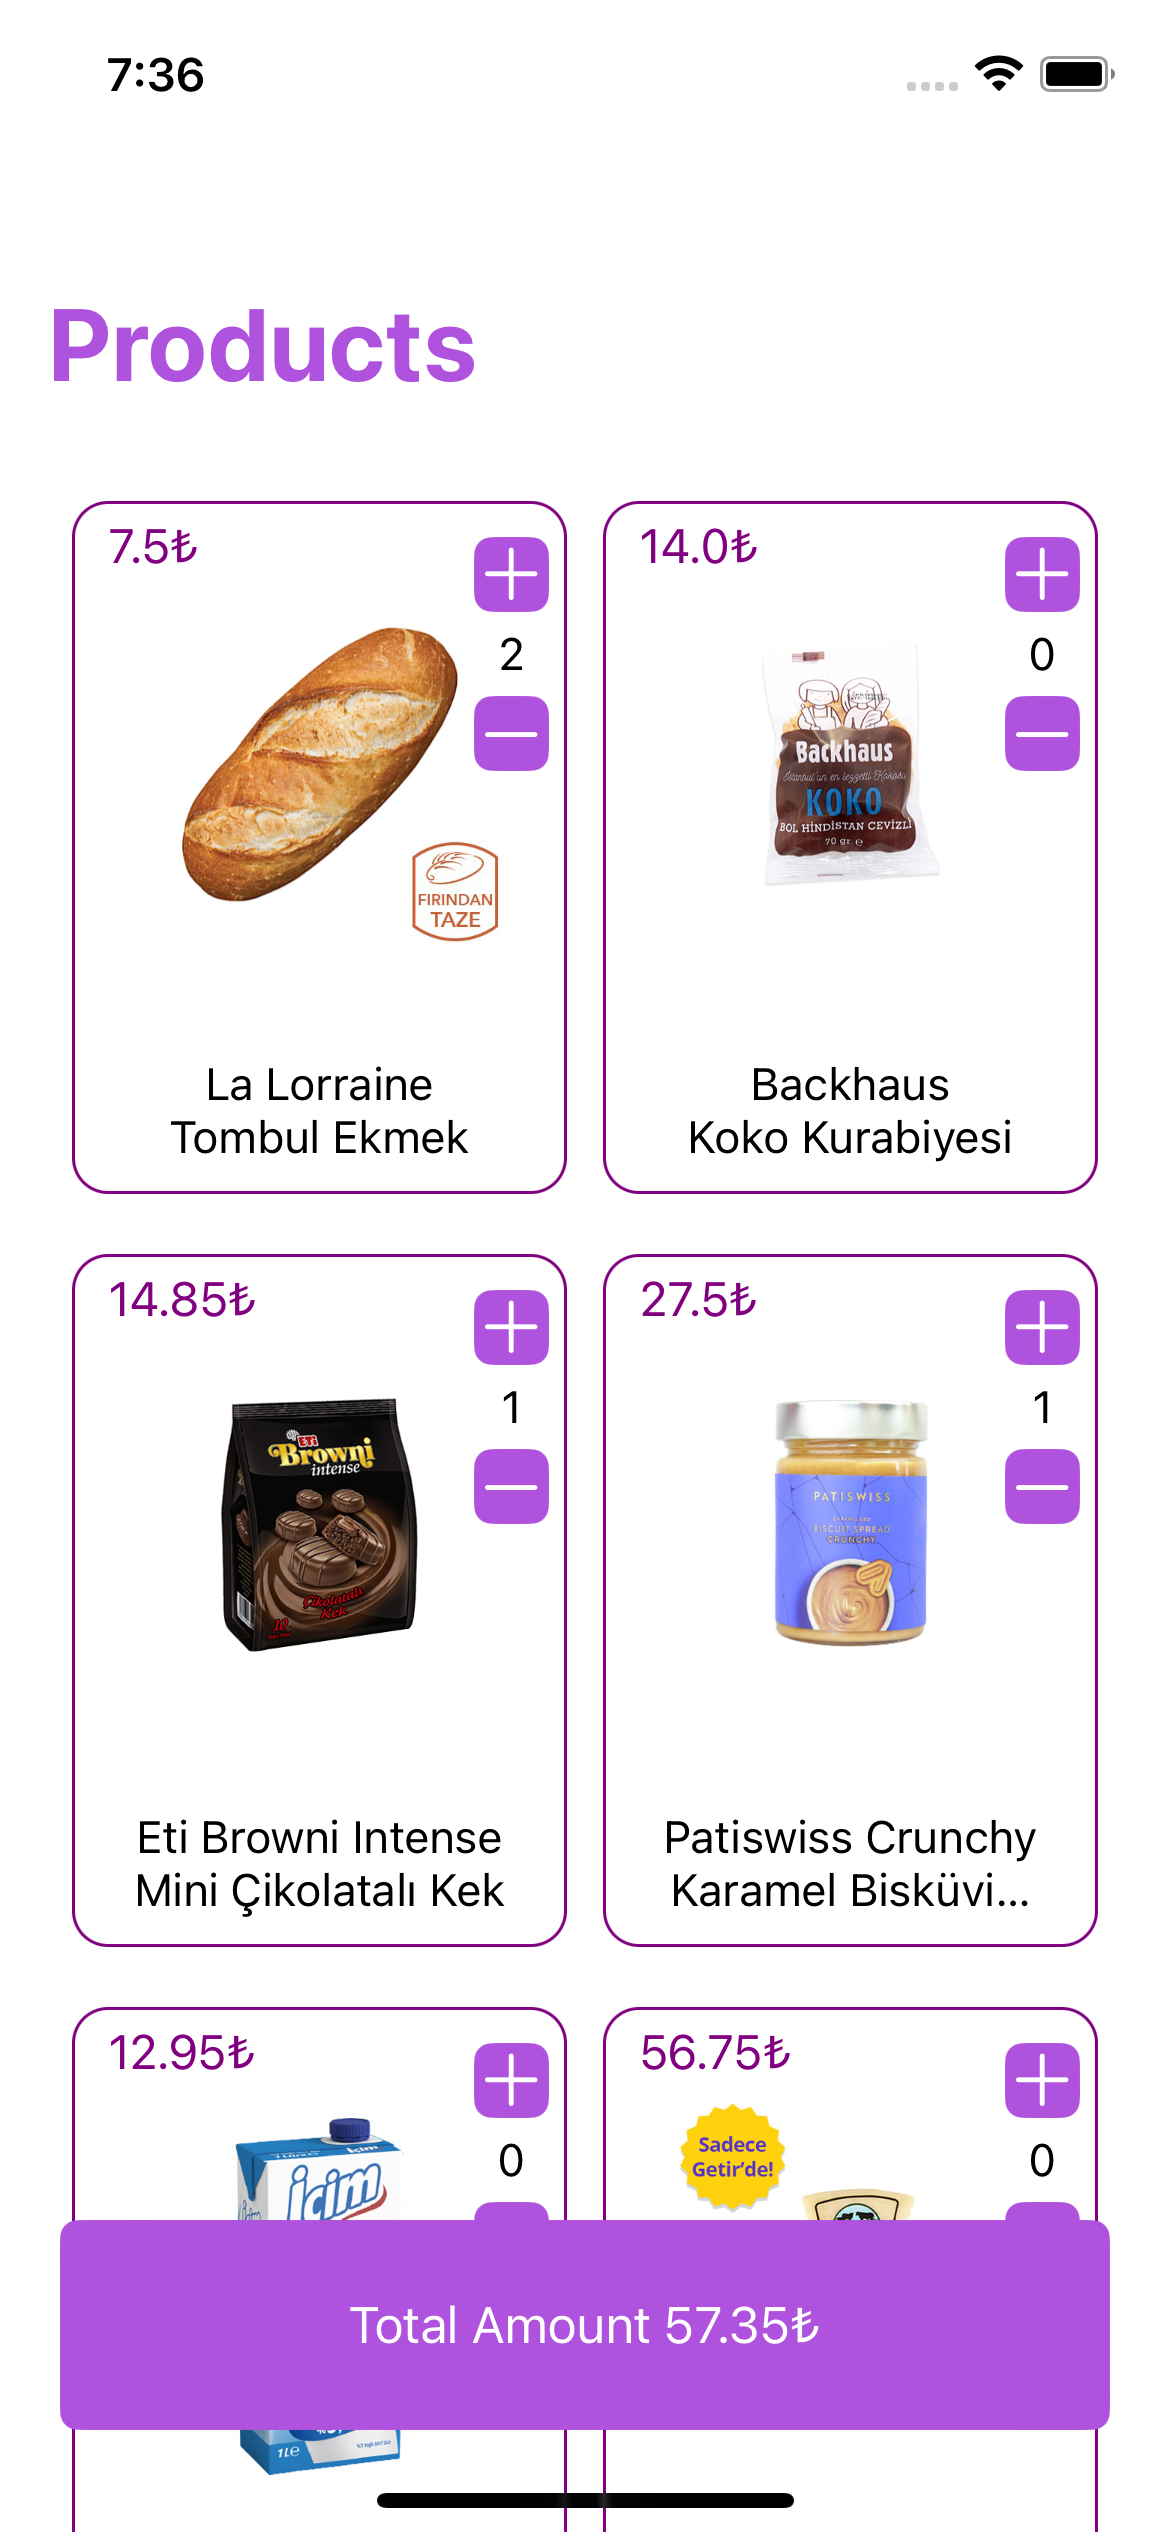 7:36
Products
7.5₺
2
FIRINDAN
TAZE
La Lorraine
Tombul Ekmek
14.0₺
0
Backhaus
İstanbul'un en lezzetli Kokosu
KOKO
BOL HİNDİSTAN CEVİZLİ
70 gr e
Backhaus
Koko Kurabiyesi
14.85₺
1
ETİ
Browni
intense
Çikolatalı
Kek
10
Eti Browni Intense
Mini Çikolatalı Kek
27.5₺
1
PATISWISS
CARAMELISED
BISCUIT SPREAD
CRUNCHY
Patiswiss Crunchy
Karamel Bisküvi...
12.95₺
0
İçim
içim
1L e
56.75₺
0
Sadece
Getir'de!
Total Amount 57.35₺